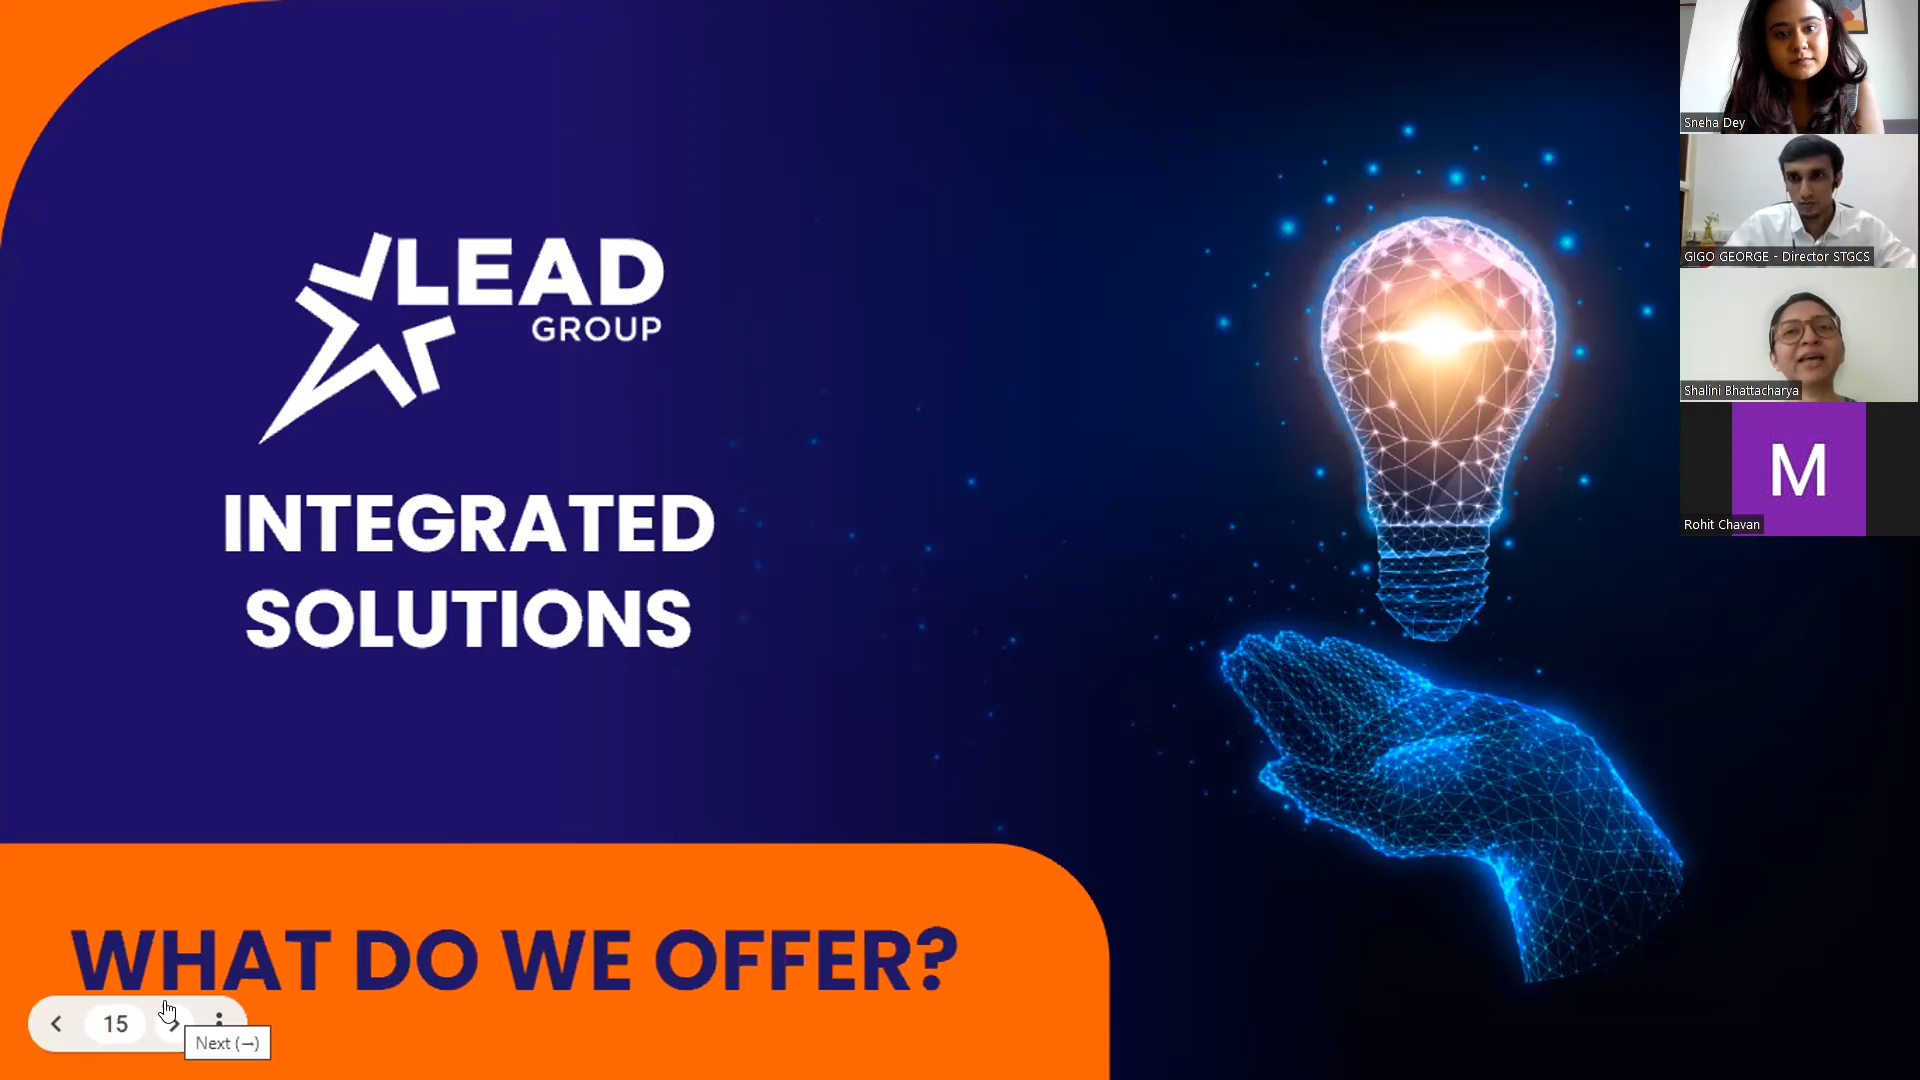 LEAD
GROUP
INTEGRATED
SOLUTIONS
WHAT DO WE OFFER?
15
Next (→)
Sneha Dey
GIGO GEORGE - Director STGCS
Shalini Bhattacharya
M
Rohit Chavan